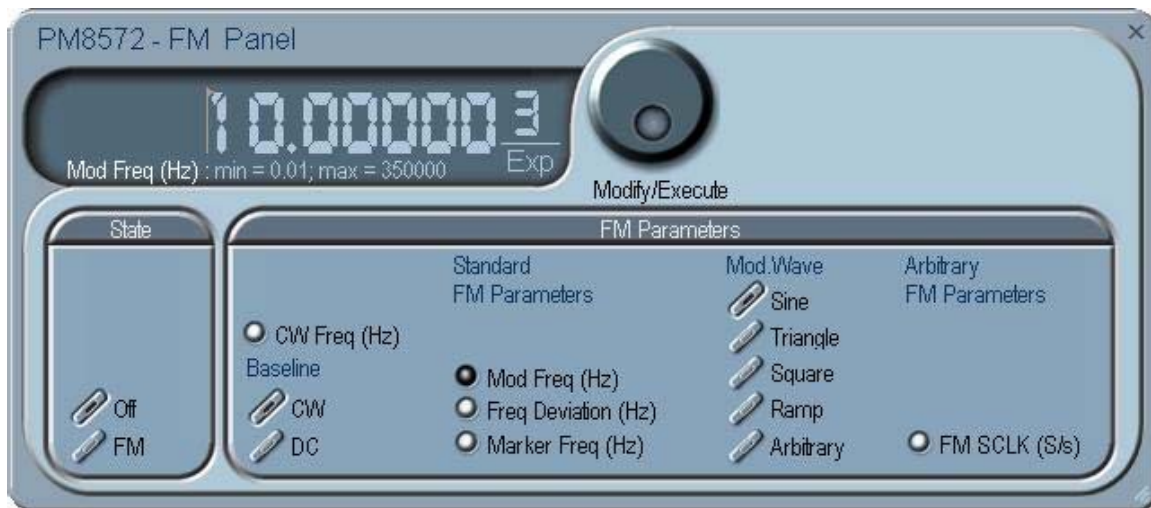 PM8572 - FM Panel
10.00000 3
Exp
Mod Freq (Hz) : min = 0.01; max = 350000
Modify/Execute
State
Off
FM
FM Parameters
CW Freq (Hz)
Baseline
CW
DC
Standard
FM Parameters
Mod Freq (Hz)
Freq Deviation (Hz)
Marker Freq (Hz)
Mod.Wave
Sine
Triangle
Square
Ramp
Arbitrary
Arbitrary
FM Parameters
FM SCLK (S/s)